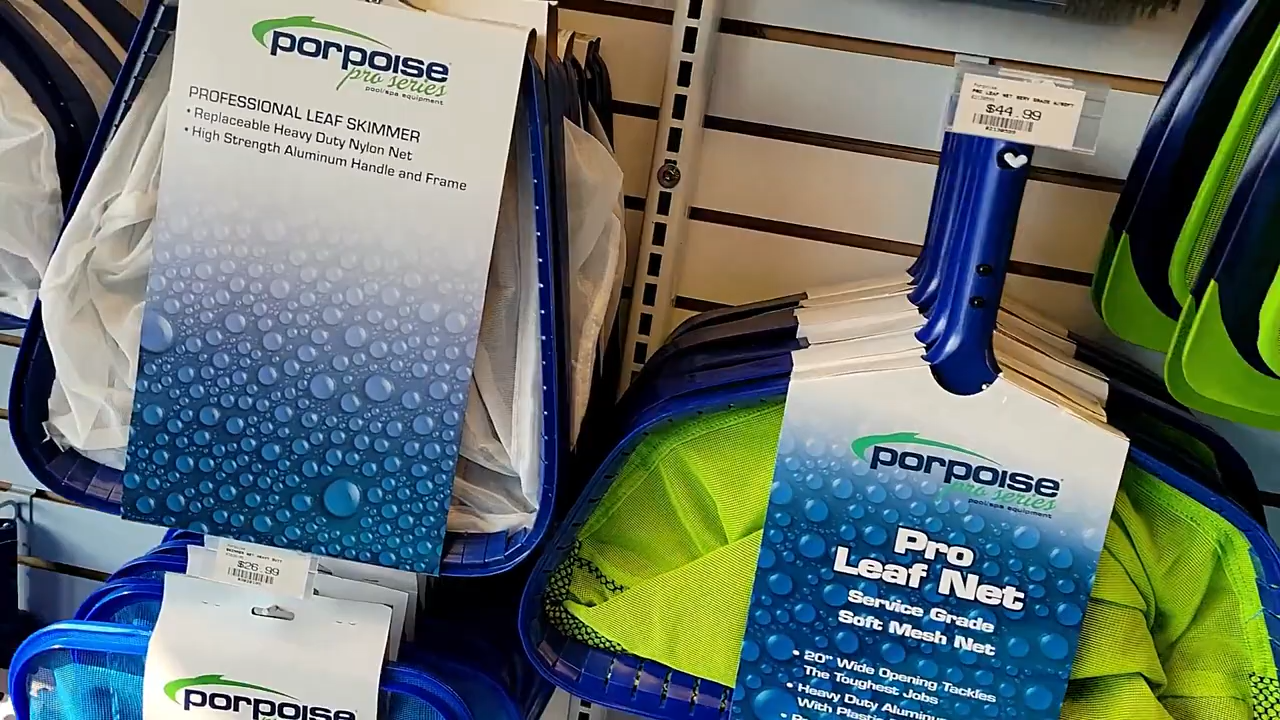 porpoise
pro series
pool/spa equipment
PROFESSIONAL LEAF SKIMMER
• Replaceable Heavy Duty Nylon Net
• High Strength Aluminum Handle and Frame
$44.99
porpoise
pro series
pool/spa equipment
Pro
Leaf Net
Service Grade
Soft Mesh Net
• 20" Wide Opening Tackles
The Toughest Jobs
• Heavy Duty Aluminum
With Plastic
$26.99
porpoise